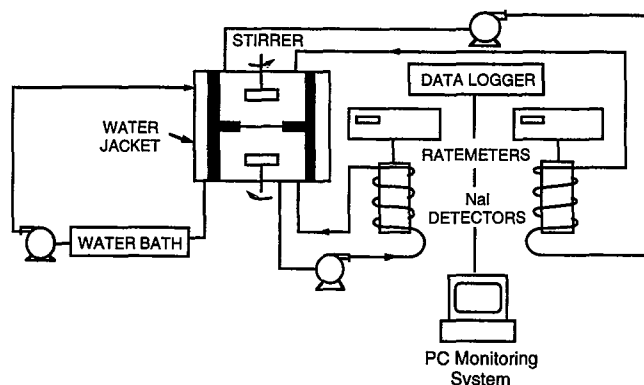 STIRRER
DATA LOGGER
WATER
JACKET
RATEMETERS
NaI
DETECTORS
WATER BATH
PC Monitoring
System